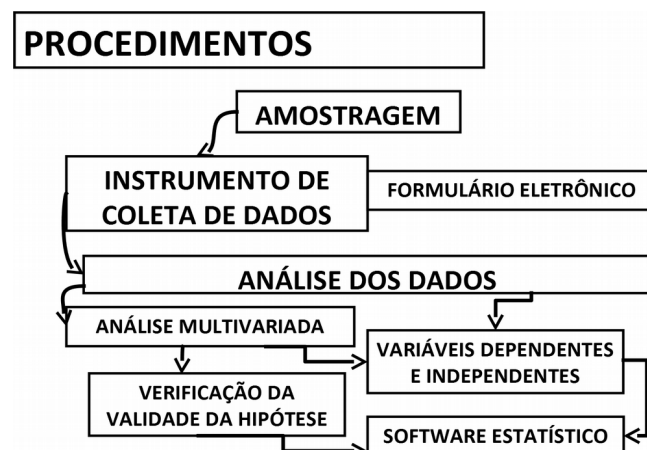 PROCEDIMENTOS
AMOSTRAGEM
INSTRUMENTO DE
COLETA DE DADOS
FORMULÁRIO ELETRÔNICO
ANÁLISE DOS DADOS
ANÁLISE MULTIVARIADA
VARIÁVEIS DEPENDENTES
E INDEPENDENTES
VERIFICAÇÃO DA
VALIDADE DA HIPÓTESE
SOFTWARE ESTATÍSTICO